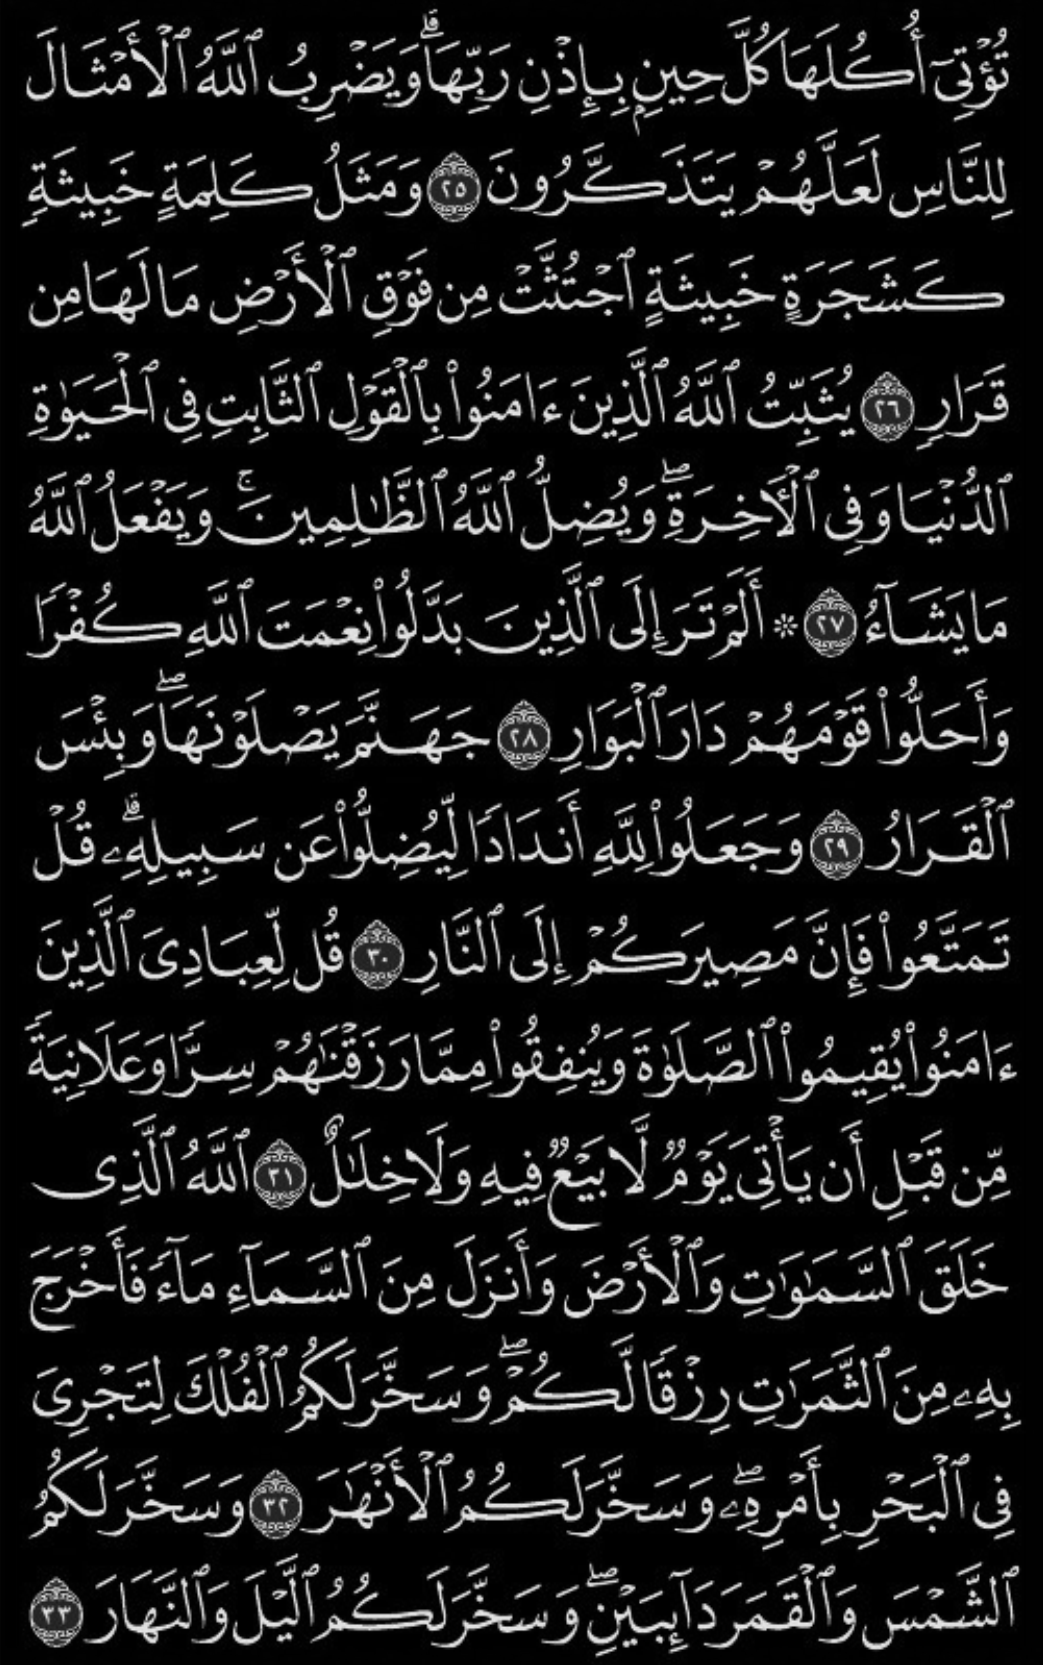 تُؤْتِىٓ أُكُلَهَا كُلَّ حِينٍۭ بِإِذْنِ رَبِّهَاۗ وَيَضْرِبُ ٱللَّهُ ٱلْأَمْثَالَ
لِلنَّاسِ لَعَلَّهُمْ يَتَذَكَّرُونَ ٢٥ وَمَثَلُ كَلِمَةٍ خَبِيثَةٍ
كَشَجَرَةٍ خَبِيثَةٍ ٱجْتُثَّتْ مِن فَوْقِ ٱلْأَرْضِ مَا لَهَا مِن
قَرَارٍ ٢٦ يُثَبِّتُ ٱللَّهُ ٱلَّذِينَ ءَامَنُوا۟ بِٱلْقَوْلِ ٱلثَّابِتِ فِى ٱلْحَيَوٰةِ
ٱلدُّنْيَا وَفِى ٱلْأٓخِرَةِۖ وَيُضِلُّ ٱللَّهُ ٱلظَّٰلِمِينَۚ وَيَفْعَلُ ٱللَّهُ
مَا يَشَآءُ ٢٧ ۞ أَلَمْ تَرَ إِلَى ٱلَّذِينَ بَدَّلُوا۟ نِعْمَتَ ٱللَّهِ كُفْرًا
وَأَحَلُّوا۟ قَوْمَهُمْ دَارَ ٱلْبَوَارِ ٢٨ جَهَنَّمَ يَصْلَوْنَهَاۖ وَبِئْسَ
ٱلْقَرَارُ ٢٩ وَجَعَلُوا۟ لِلَّهِ أَندَادًا لِّيُضِلُّوا۟ عَن سَبِيلِهِۦۗ قُلْ
تَمَتَّعُوا۟ فَإِنَّ مَصِيرَكُمْ إِلَى ٱلنَّارِ ٣٠ قُل لِّعِبَادِىَ ٱلَّذِينَ
ءَامَنُوا۟ يُقِيمُوا۟ ٱلصَّلَوٰةَ وَيُنفِقُوا۟ مِمَّا رَزَقْنَٰهُمْ سِرًّا وَعَلَانِيَةً
مِّن قَبْلِ أَن يَأْتِىَ يَوْمٌ لَّا بَيْعٌ فِيهِ وَلَا خِلَٰلٌ ٣١ ٱللَّهُ ٱلَّذِى
خَلَقَ ٱلسَّمَٰوَٰتِ وَٱلْأَرْضَ وَأَنزَلَ مِنَ ٱلسَّمَآءِ مَآءً فَأَخْرَجَ
بِهِۦ مِنَ ٱلثَّمَرَٰتِ رِزْقًا لَّكُمْۖ وَسَخَّرَ لَكُمُ ٱلْفُلْكَ لِتَجْرِىَ
فِى ٱلْبَحْرِ بِأَمْرِهِۦۖ وَسَخَّرَ لَكُمُ ٱلْأَنْهَٰرَ ٣٢ وَسَخَّرَ لَكُمُ
ٱلشَّمْسَ وَٱلْقَمَرَ دَآئِبَيْنِۖ وَسَخَّرَ لَكُمُ ٱلَّيْلَ وَٱلنَّهَارَ ٣٣